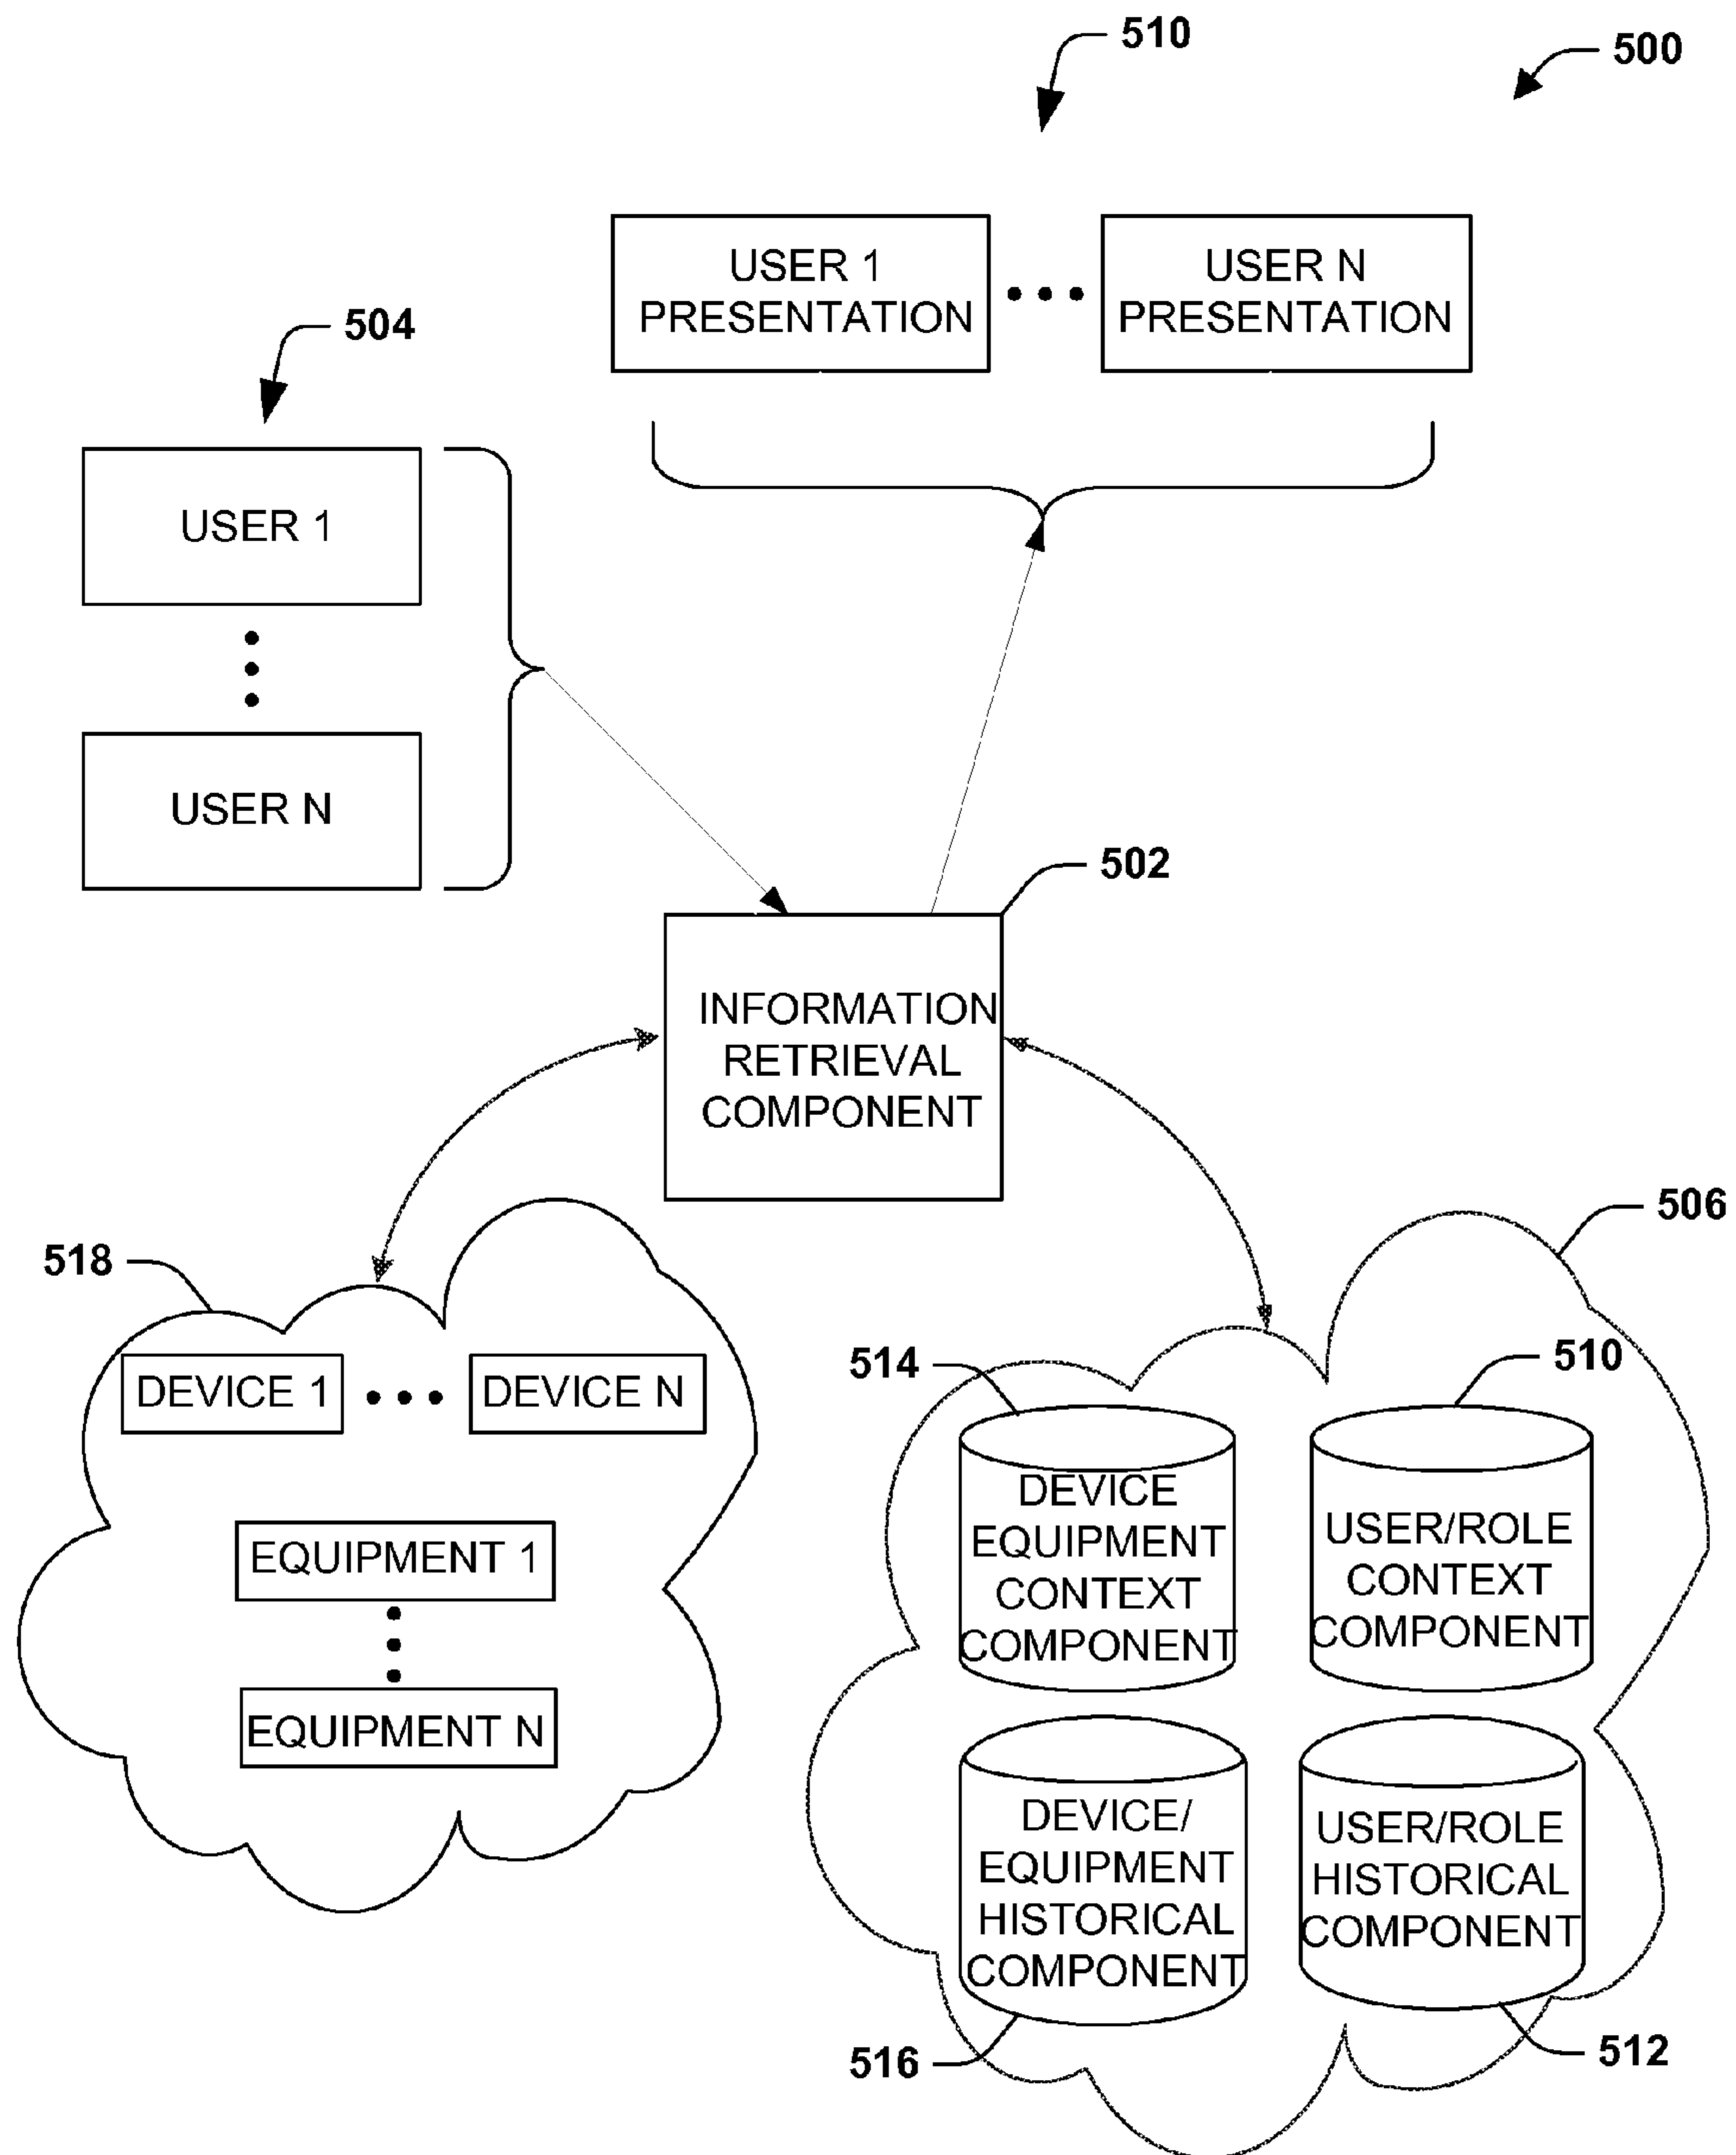 510
500
USER 1
PRESENTATION
USER N
PRESENTATION
504
USER 1
USER N
502
INFORMATION
RETRIEVAL
COMPONENT
506
518
DEVICE 1
DEVICE N
EQUIPMENT 1
EQUIPMENT N
514
510
DEVICE
EQUIPMENT
CONTEXT
COMPONENT
USER/ROLE
CONTEXT
COMPONENT
DEVICE/
EQUIPMENT
HISTORICAL
COMPONENT
USER/ROLE
HISTORICAL
COMPONENT
516
512